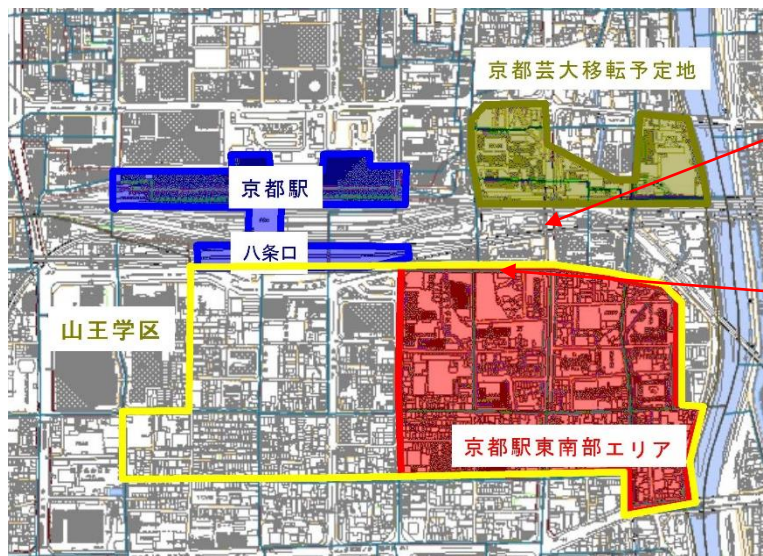 京都芸大移転予定地
京都駅
八条口
山王学区
京都駅東南部エリア